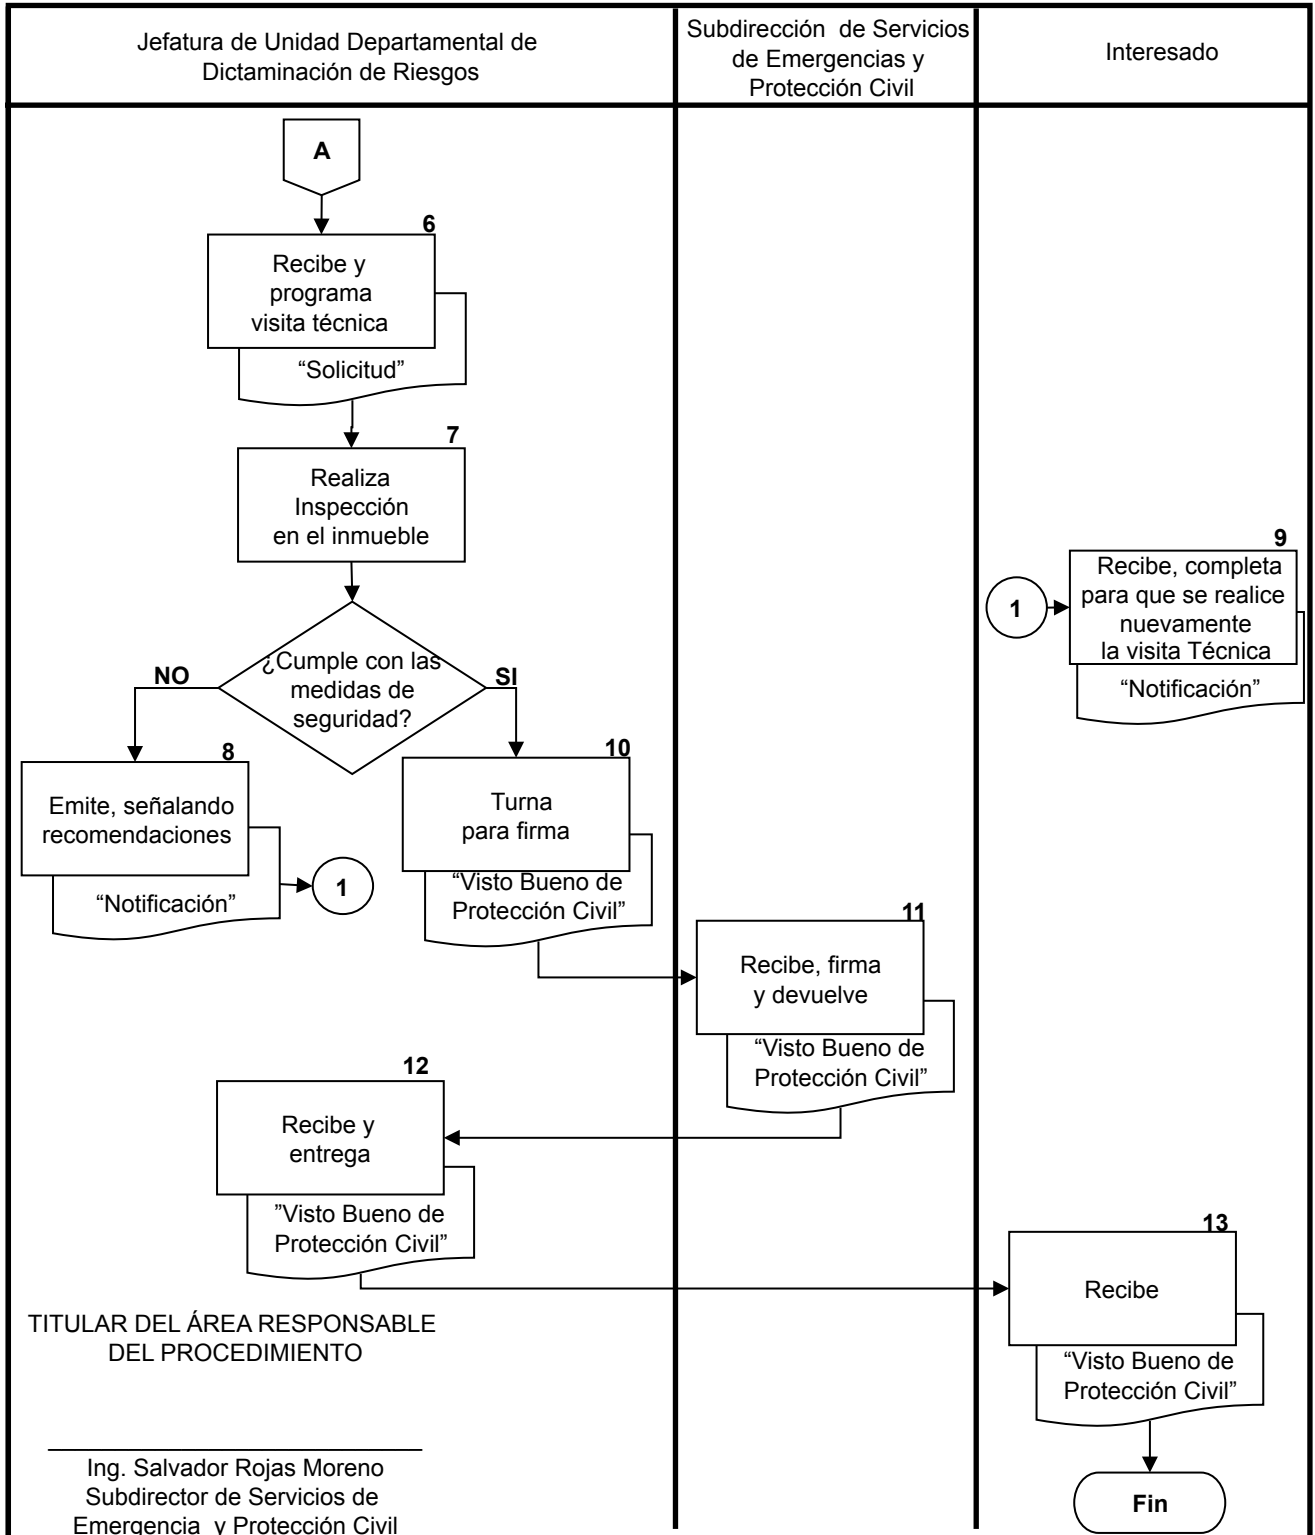 Jefatura de Unidad Departamental de
Dictaminación de Riesgos
Subdirección de Servicios
de Emergencias y
Protección Civil
Interesado
A
6
Recibe y
programa
visita técnica
“Solicitud”
7
Realiza
Inspección
en el inmueble
9
Recibe, completa
para que se realice
nuevamente
la visita Técnica
1
“Notificación”
¿Cumple con las
medidas de
seguridad?
NO
SI
8
Emite, señalando
recomendaciones
“Notificación”
1
10
Turna
para firma
“Visto Bueno de
Protección Civil”
11
Recibe, firma
y devuelve
“Visto Bueno de
Protección Civil”
12
Recibe y
entrega
”Visto Bueno de
Protección Civil”
13
Recibe
“Visto Bueno de
Protección Civil”
Fin
TITULAR DEL ÁREA RESPONSABLE
DEL PROCEDIMIENTO
Ing. Salvador Rojas Moreno
Subdirector de Servicios de
Emergencia y Protección Civil